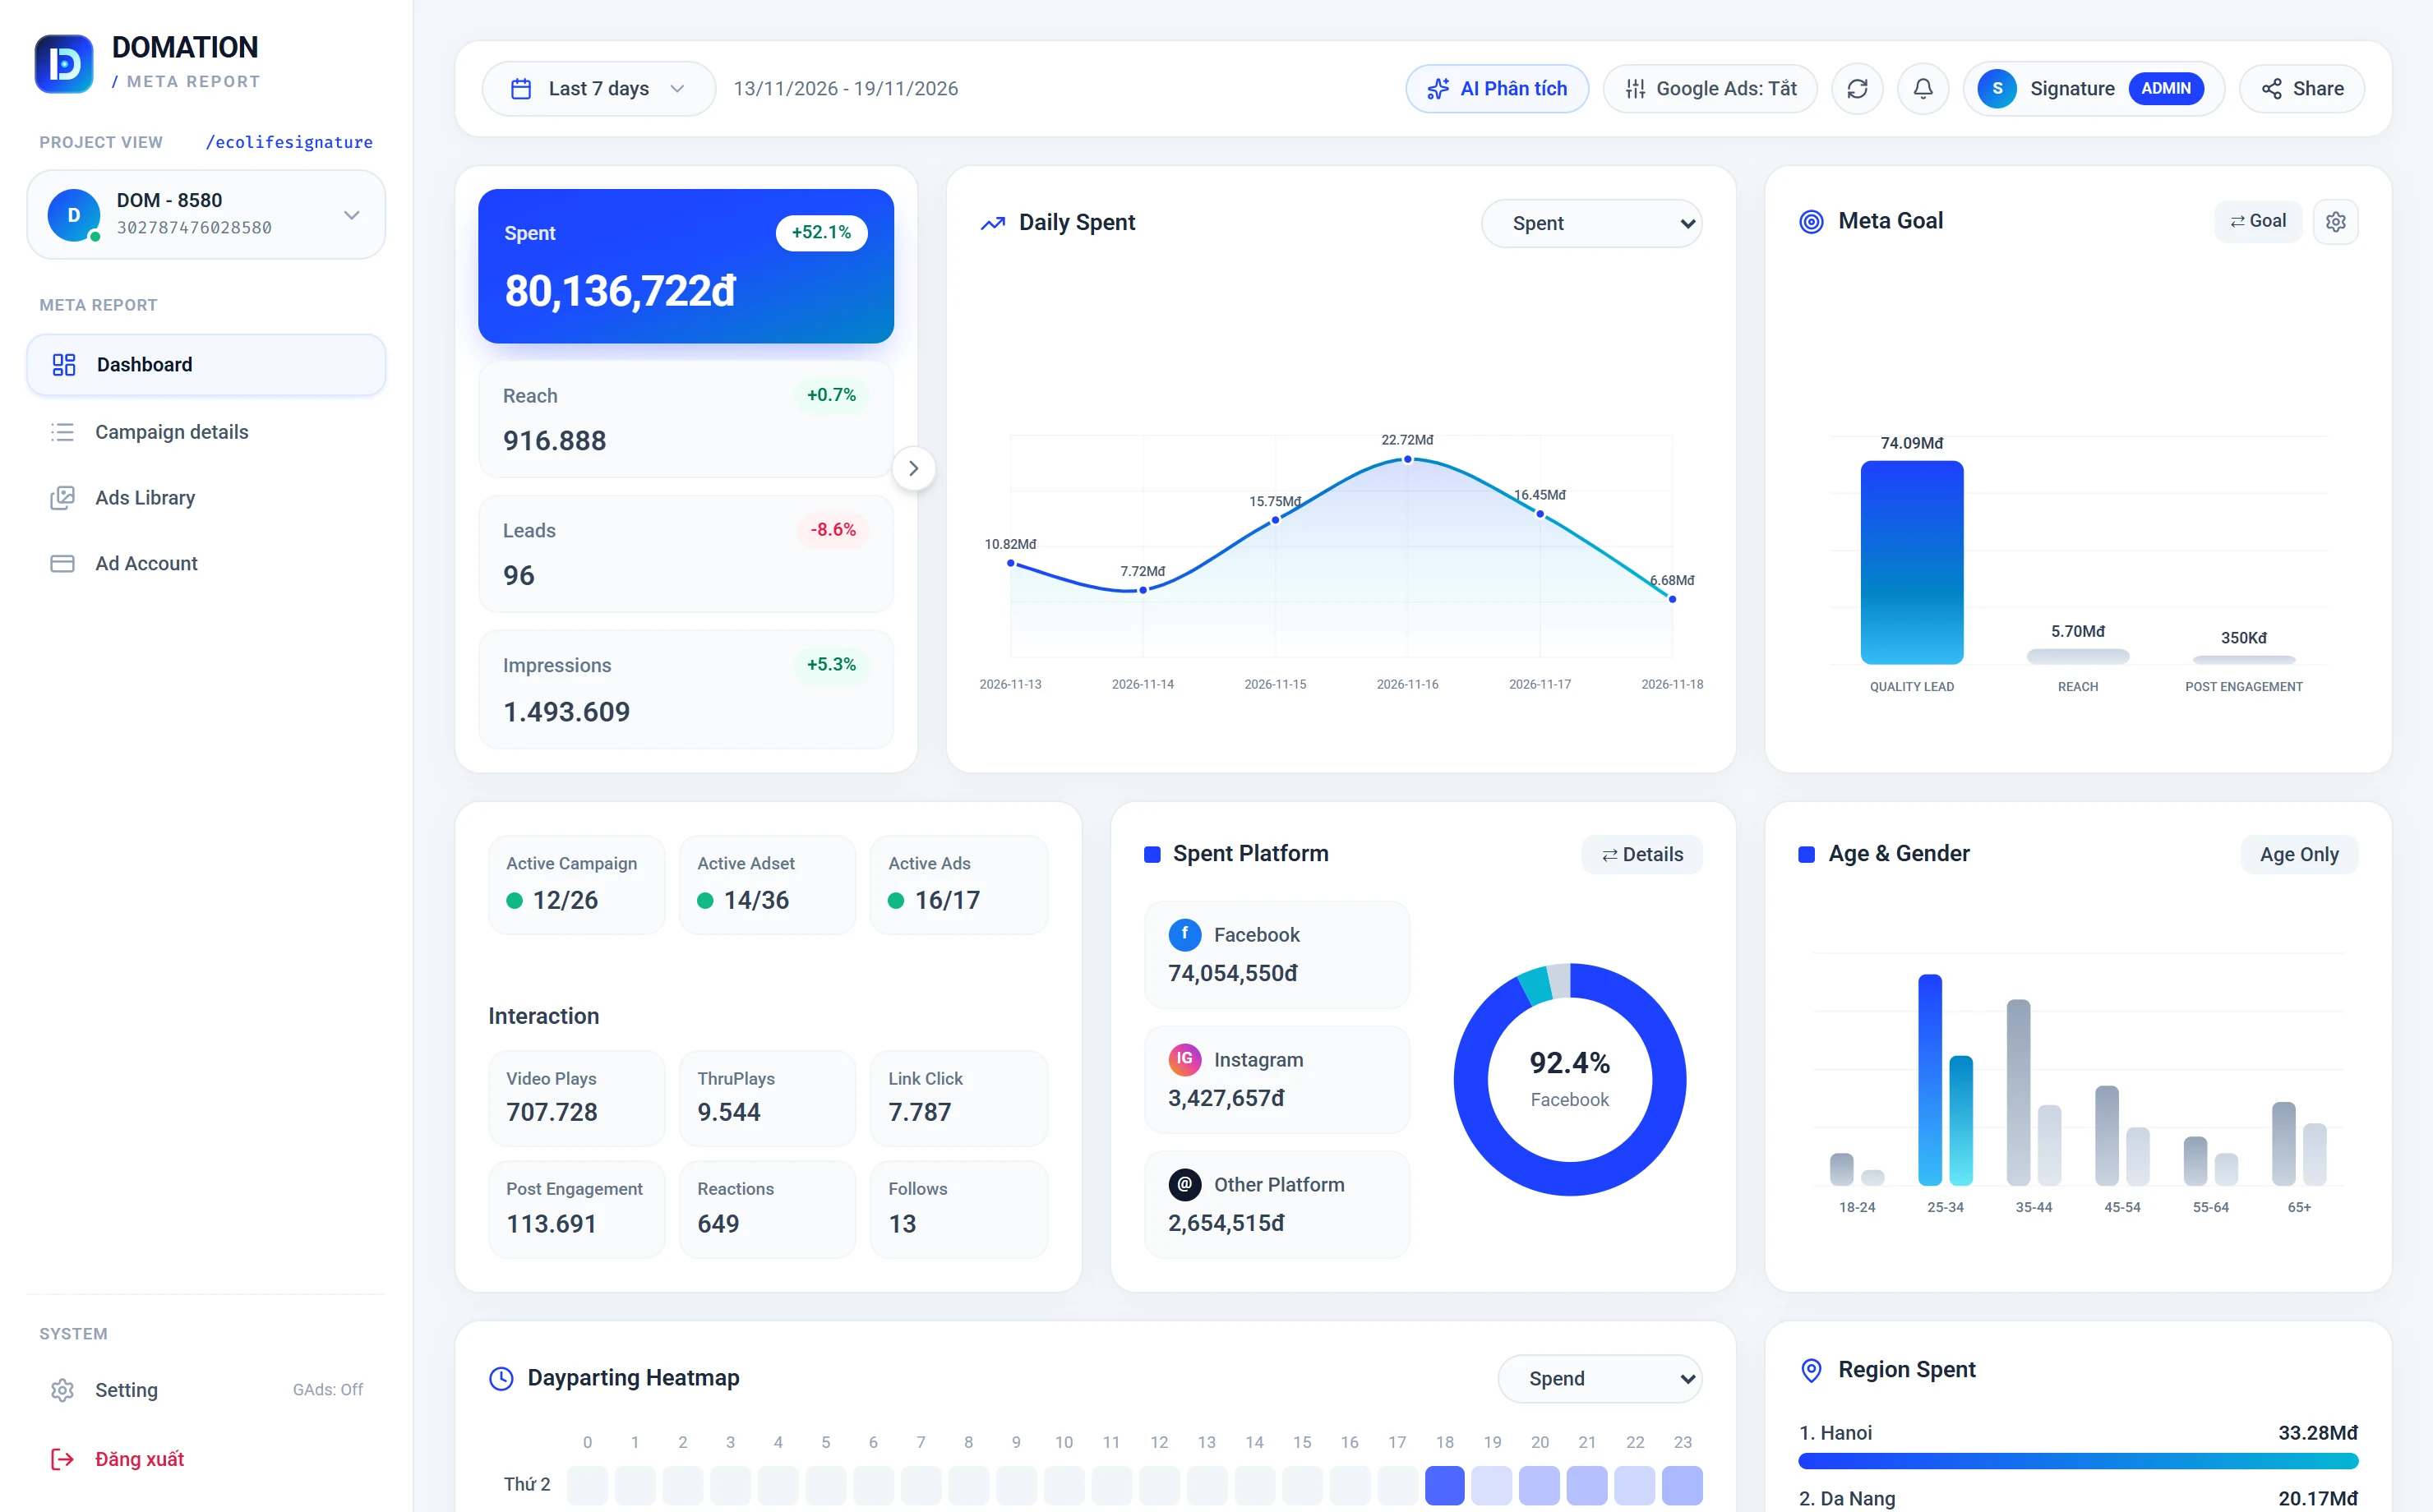 DOMATION
/ META REPORT
PROJECT VIEW /ecolifesignature
D DOM - 8580
302787476028580
META REPORT
Dashboard
Campaign details
Ads Library
Ad Account
SYSTEM
Setting GAds: Off
Đăng xuất
Last 7 days 13/11/2026 - 19/11/2026
AI Phân tích
Google Ads: Tắt
S Signature ADMIN
Share
Spent +52.1%
80,136,722đ
Reach +0.7%
916.888
Leads -8.6%
96
Impressions +5.3%
1.493.609
Daily Spent
Spent
22.72Mđ
15.75Mđ
16.45Mđ
10.82Mđ
7.72Mđ
6.68Mđ
2026-11-13 2026-11-14 2026-11-15 2026-11-16 2026-11-17 2026-11-18
Meta Goal
Goal
74.09Mđ
5.70Mđ
350Kđ
QUALITY LEAD REACH POST ENGAGEMENT
Active Campaign
12/26
Active Adset
14/36
Active Ads
16/17
Interaction
Video Plays
707.728
ThruPlays
9.544
Link Click
7.787
Post Engagement
113.691
Reactions
649
Follows
13
Spent Platform
Details
f Facebook
74,054,550đ
IG Instagram
3,427,657đ
@ Other Platform
2,654,515đ
92.4%
Facebook
Age & Gender
Age Only
18-24 25-34 35-44 45-54 55-64 65+
Dayparting Heatmap
Spend
0 1 2 3 4 5 6 7 8 9 10 11 12 13 14 15 16 17 18 19 20 21 22 23
Thứ 2
Region Spent
1. Hanoi 33.28Mđ
2. Da Nang 20.17Mđ